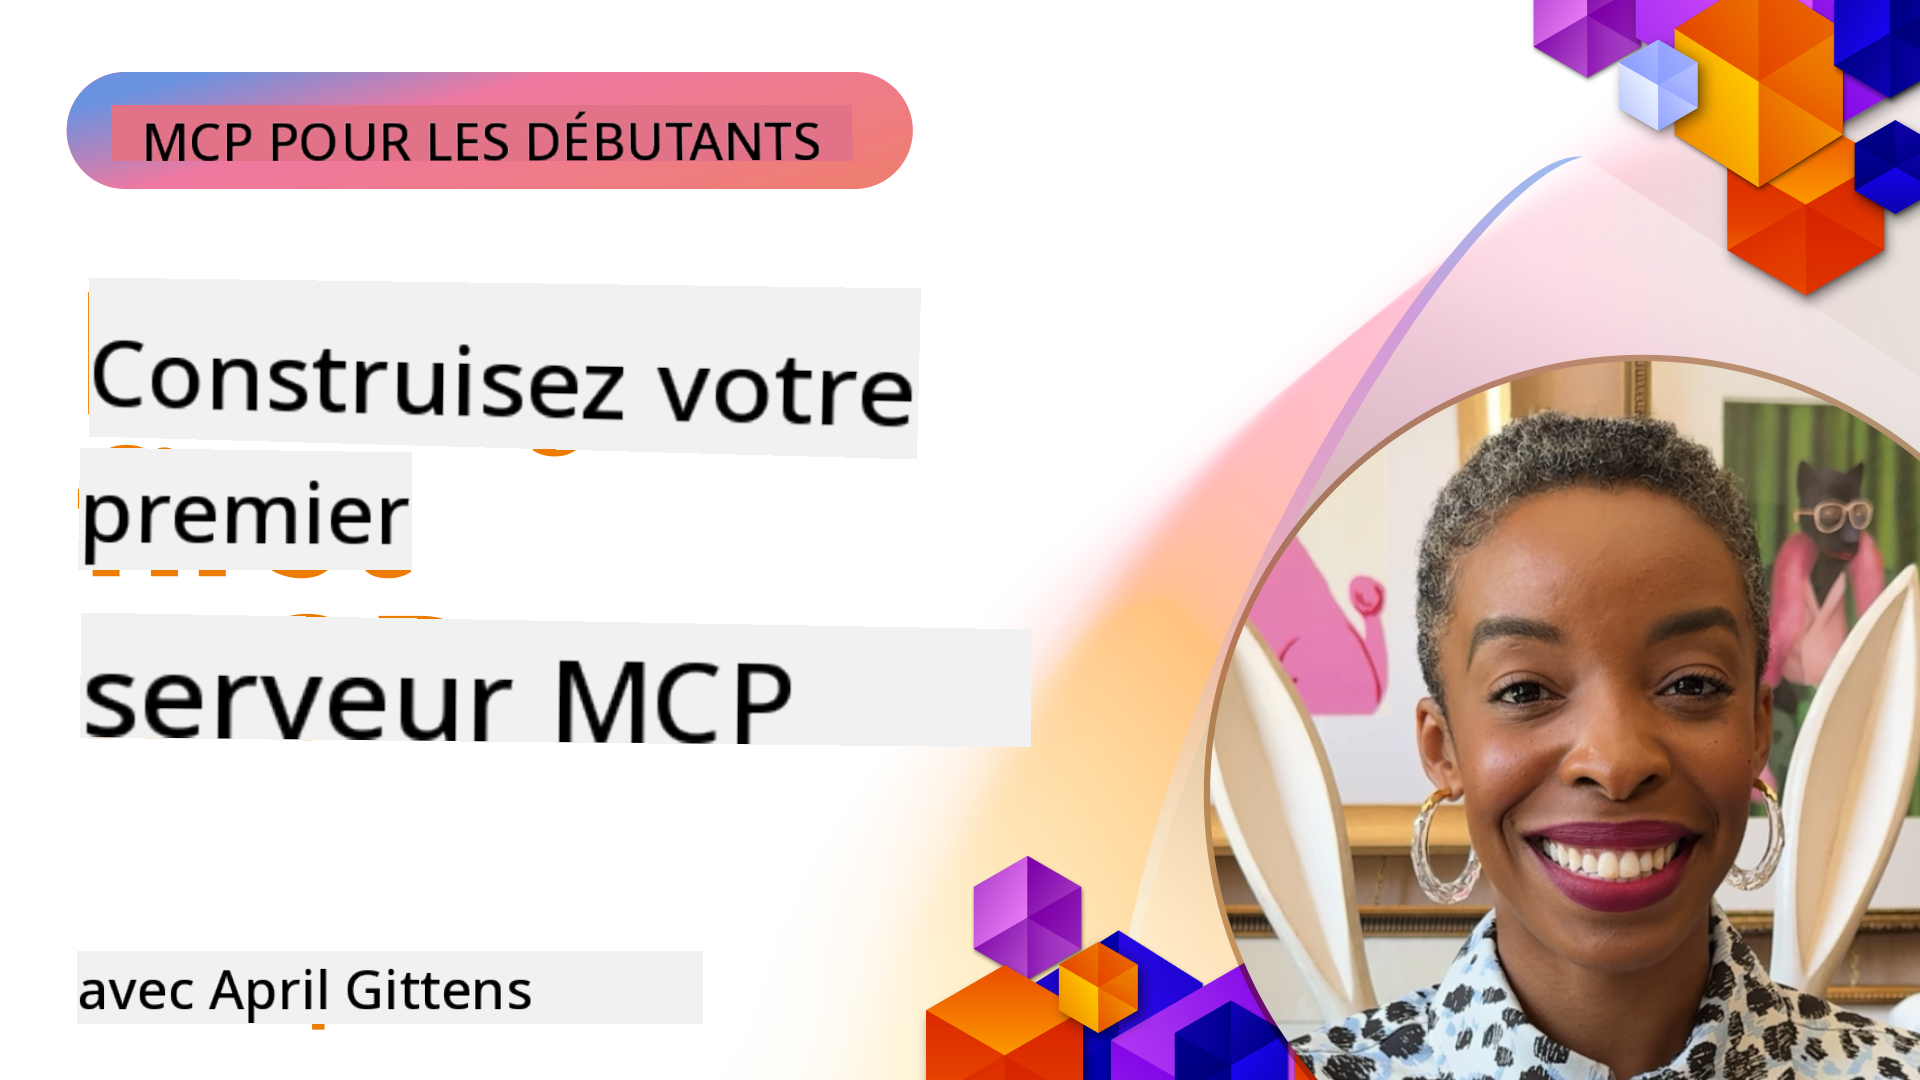 MCP POUR LES DÉBUTANTS
Construisez votre
premier
serveur MCP
avec April Gittens